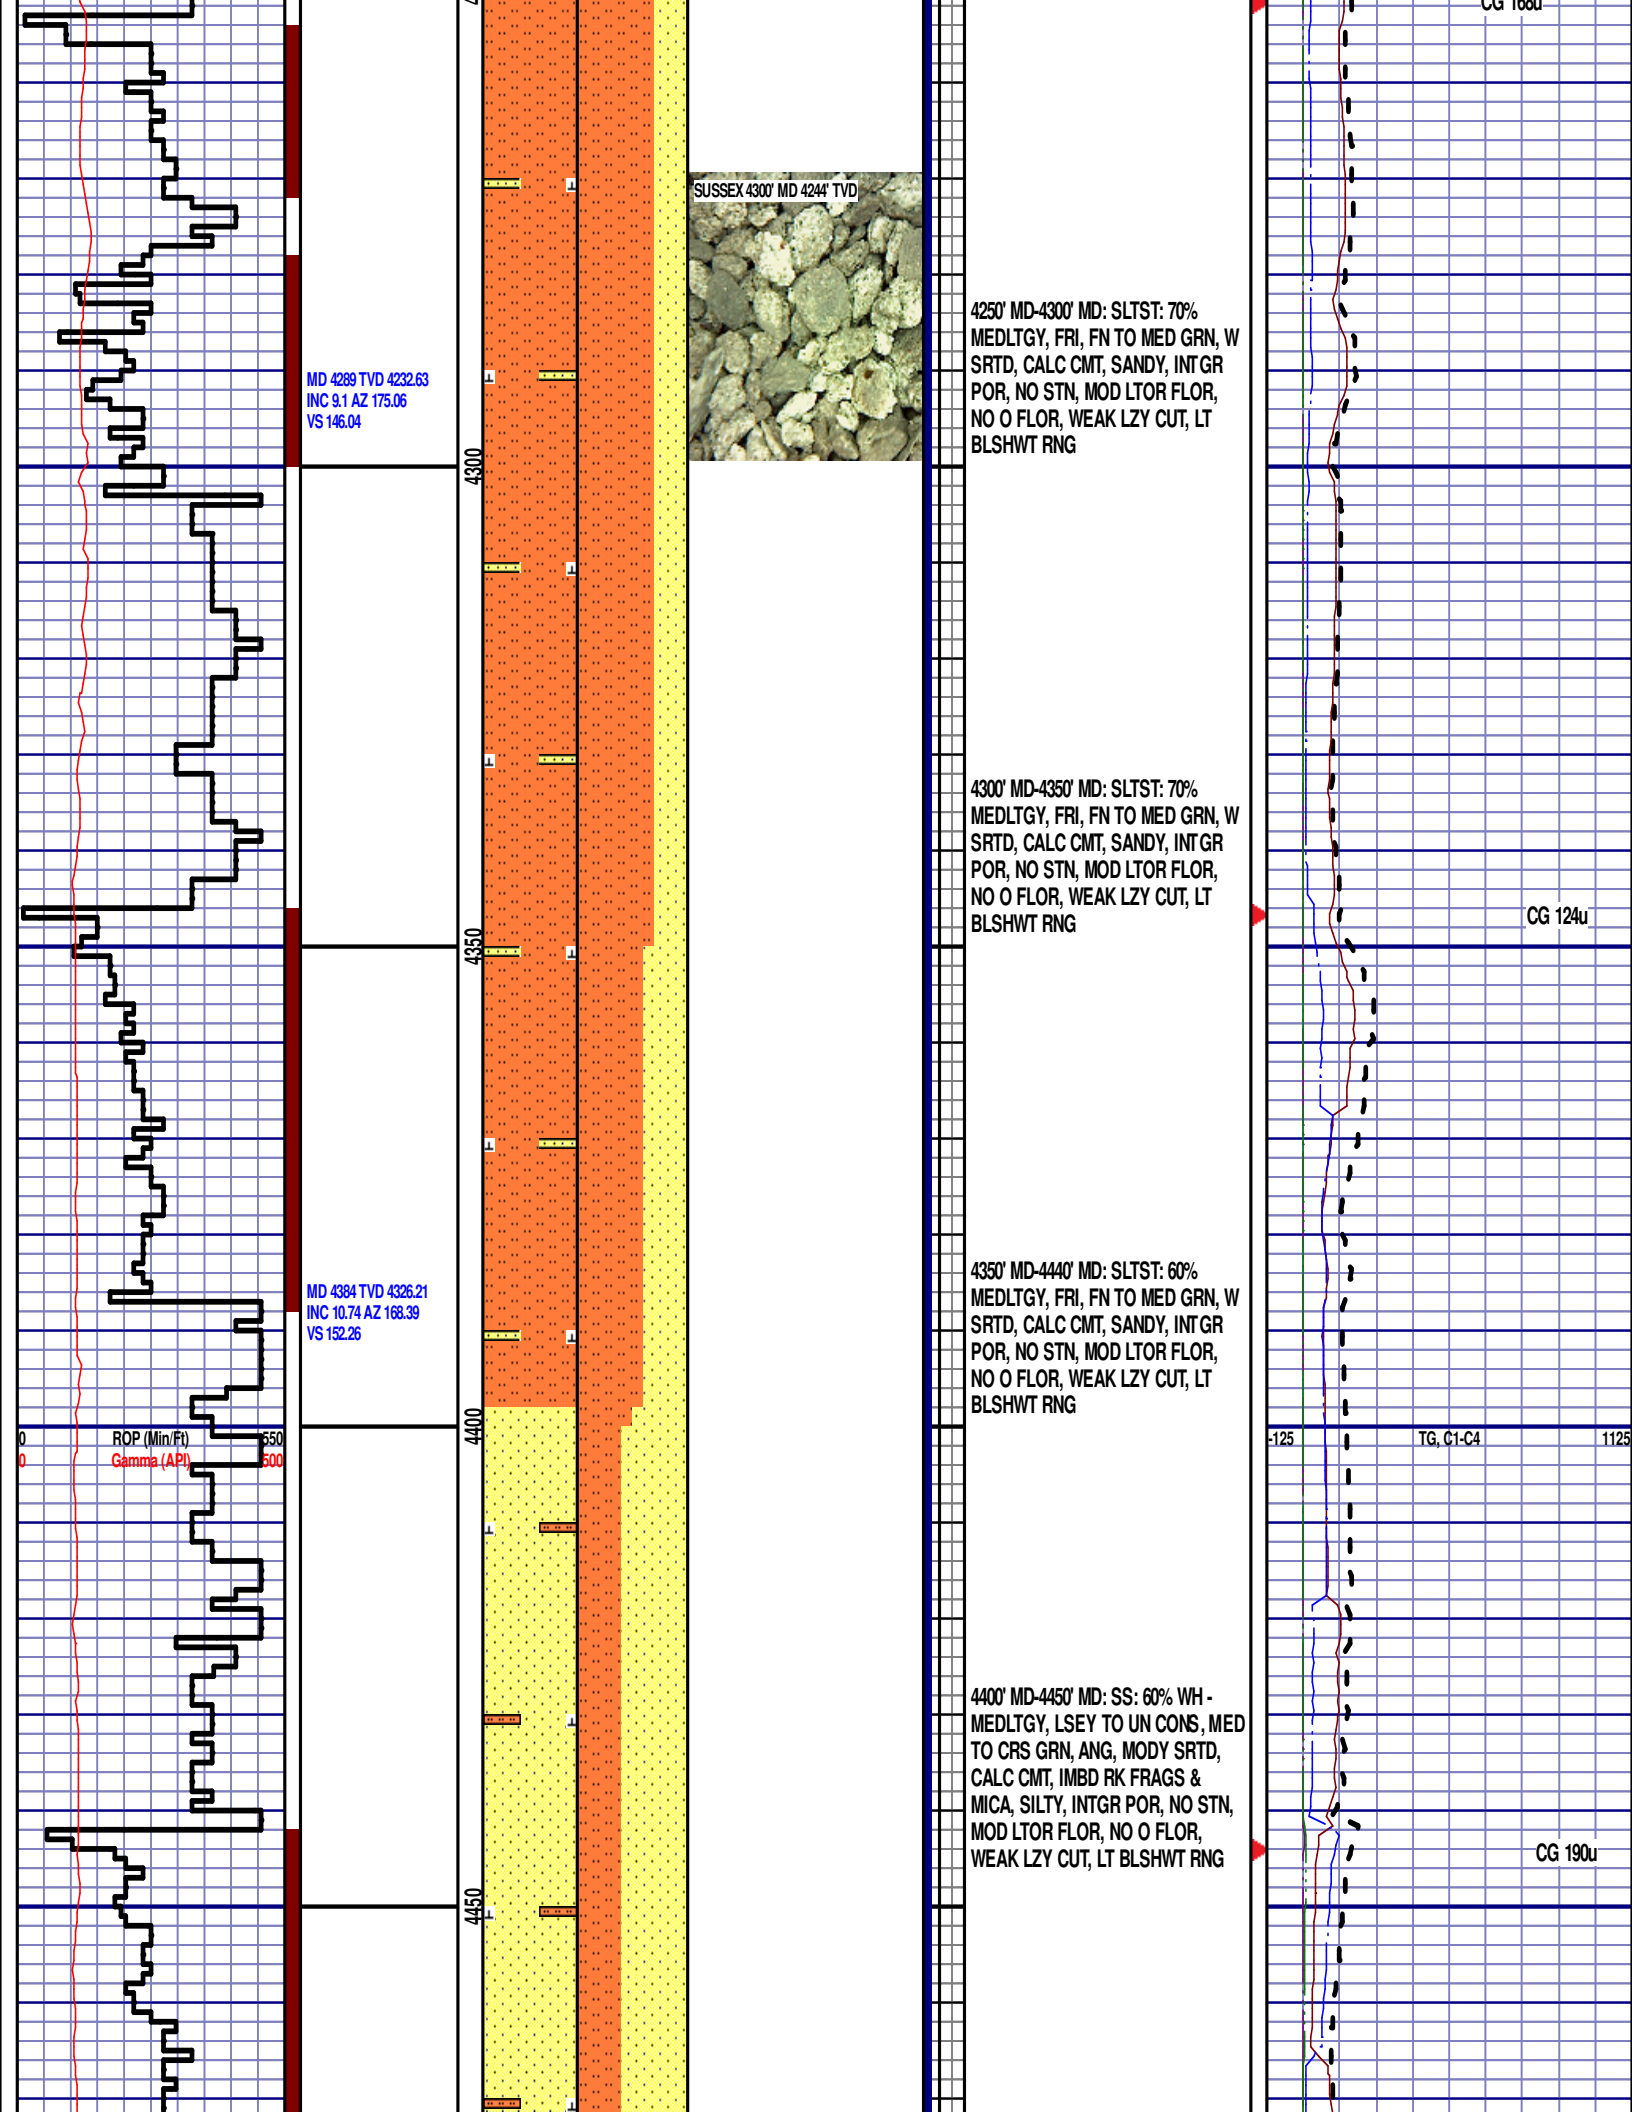 CG 168u
SUSSEX 4300' MD 4244' TVD
4250' MD-4300' MD: SLTST: 70%
MEDLTGY, FRI, FN TO MED GRN, W
SRTD, CALC CMT, SANDY, INTGR
POR, NO STN, MOD LTOR FLOR,
NO O FLOR, WEAK LZY CUT, LT
BLSHWT RNG
MD 4289 TVD 4232.63
INC 9.1 AZ 175.06
VS 146.04
4300
4300' MD-4350' MD: SLTST: 70%
MEDLTGY, FRI, FN TO MED GRN, W
SRTD, CALC CMT, SANDY, INTGR
POR, NO STN, MOD LTOR FLOR,
NO O FLOR, WEAK LZY CUT, LT
BLSHWT RNG
CG 124u
4350
4350' MD-4440' MD: SLTST: 60%
MEDLTGY, FRI, FN TO MED GRN, W
SRTD, CALC CMT, SANDY, INTGR
POR, NO STN, MOD LTOR FLOR,
NO O FLOR, WEAK LZY CUT, LT
BLSHWT RNG
MD 4384 TVD 4326.21
INC 10.74 AZ 168.39
VS 152.26
4400
0 ROP (Min/Ft) 550
0 Gamma (API) 500
-125 TG, C1-C4 1125
4400' MD-4450' MD: SS: 60% WH -
MEDLTGY, LSEY TO UN CONS, MED
TO CRS GRN, ANG, MODY SRTD,
CALC CMT, IMBD RK FRAGS &
MICA, SILTY, INTGR POR, NO STN,
MOD LTOR FLOR, NO O FLOR,
WEAK LZY CUT, LT BLSHWT RNG
CG 190u
4450